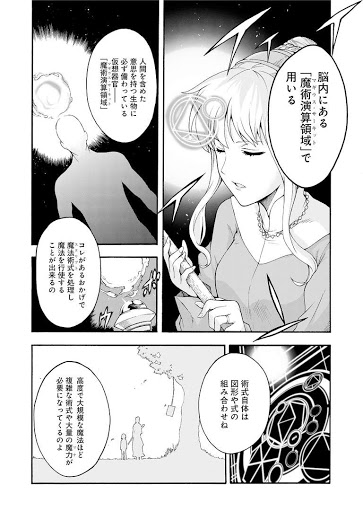 脳内にある
「魔術演算領域」で
用いる
人間を含めた
意思を持つ生物に
必ず備わっている
仮想器官――
「魔術演算領域」
コレがあるおかげで
魔法術式を処理し
魔法を行使する
ことが出来るの
術式自体は
図形や式の
組み合わせね
高度で大規模な魔法ほど
複雑な術式や大量の魔力が
必要になってくるのよ